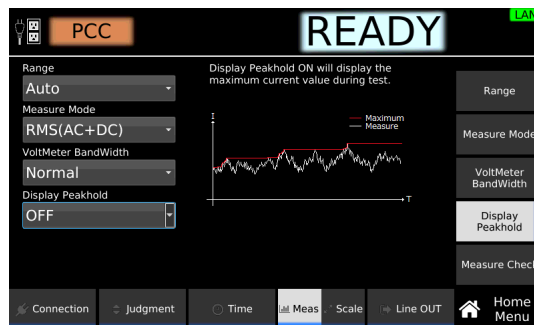 LAN
PCC
READY
Range
Auto
Measure Mode
RMS(AC+DC)
VoltMeter BandWidth
Normal
Display Peakhold
OFF
Display Peakhold ON will display the
maximum current value during test.
I
Maximum
Measure
T
Range
Measure Mode
VoltMeter
BandWidth
Display
Peakhold
Measure Chec
Connection
Judgment
Time
Meas
Scale
Line OUT
Home
Menu